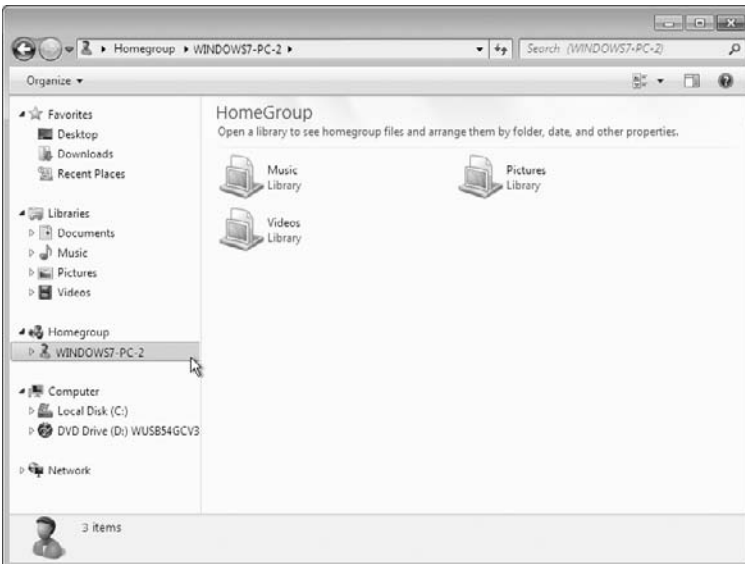 Homegroup WINDOWS7-PC-2
Search (WINDOWS7-PC-2)
Organize
Favorites
Desktop
Downloads
Recent Places
Libraries
Documents
Music
Pictures
Videos
Homegroup
WINDOWS7-PC-2
Computer
Local Disk (C:)
DVD Drive (D:) WUSB54GCV3
Network
HomeGroup
Open a library to see homegroup files and arrange them by folder, date, and other properties.
Music
Library
Pictures
Library
Videos
Library
3 items